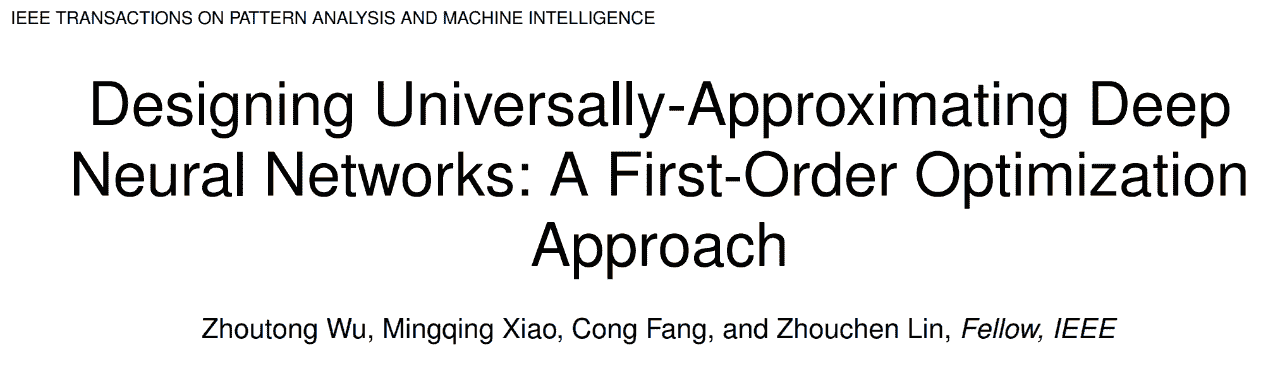 IEEE TRANSACTIONS ON PATTERN ANALYSIS AND MACHINE INTELLIGENCE
Designing Universally-Approximating Deep
Neural Networks: A First-Order Optimization
Approach
Zhoutong Wu, Mingqing Xiao, Cong Fang, and Zhouchen Lin, Fellow, IEEE